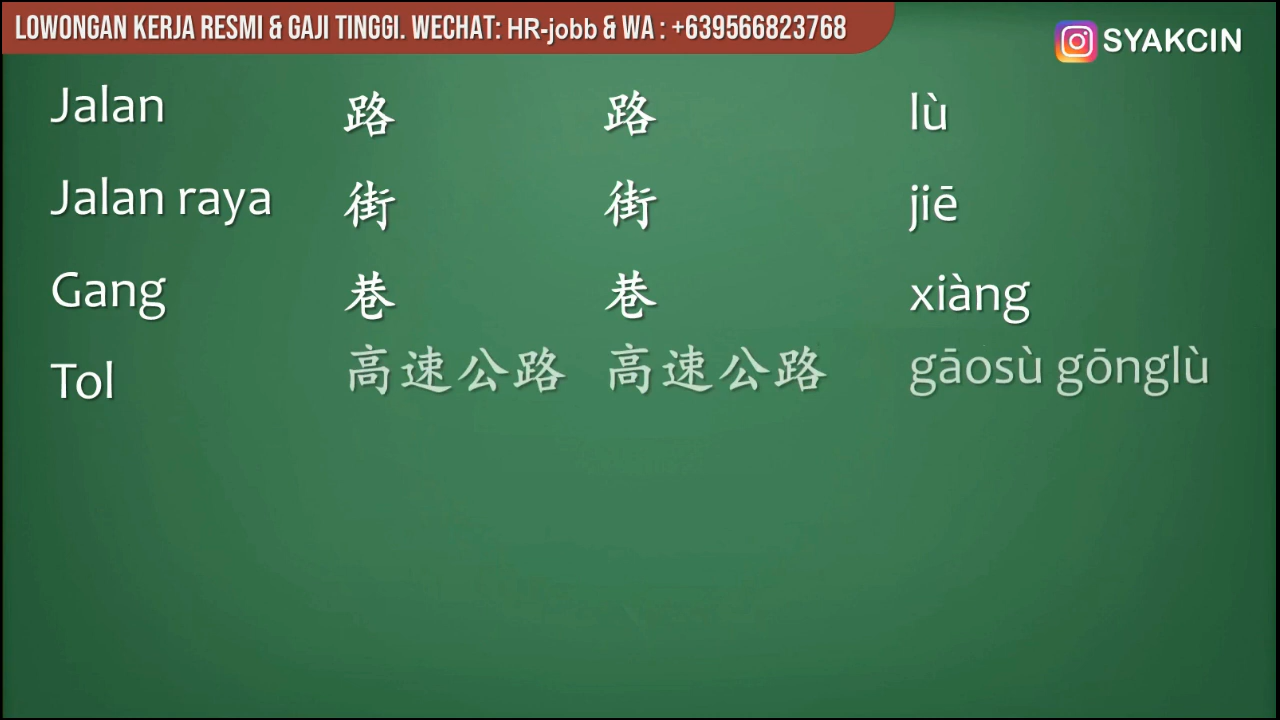 LOWONGAN KERJA RESMI & GAJI TINGGI. WECHAT: HR-jobb & WA : +639566823768
SYAKCIN
Jalan 路 路 lù
Jalan raya 街 街 jiē
Gang 巷 巷 xiàng
Tol 高速公路 高速公路 gāosù gōnglù